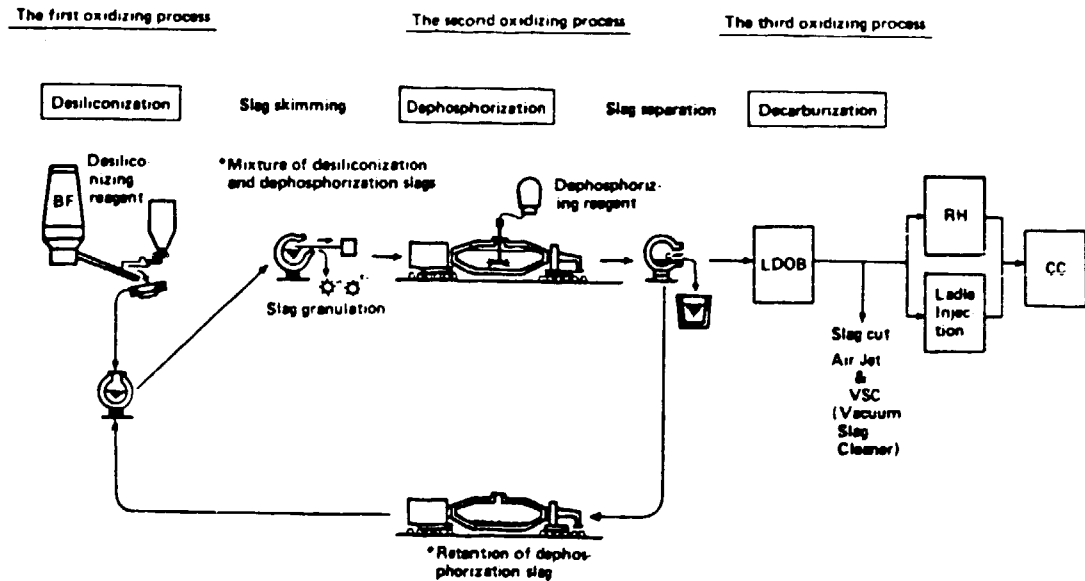 The first oxidizing process
The second oxidizing process
The third oxidizing process
Desiliconization
Slag skimming
Dephosphorization
Slag separation
Decarburization
Desilico-
nizing
reagent
BF
*Mixture of desiliconization
and dephosphorization slags
Slag granulation
Dephosphoriz-
ing reagent
LDOB
RH
Ladle
Injec-
tion
CC
Slag cut
Air Jet
&
VSC
(Vacuum
Slag
Cleaner)
*Retention of dephos-
phorization slag